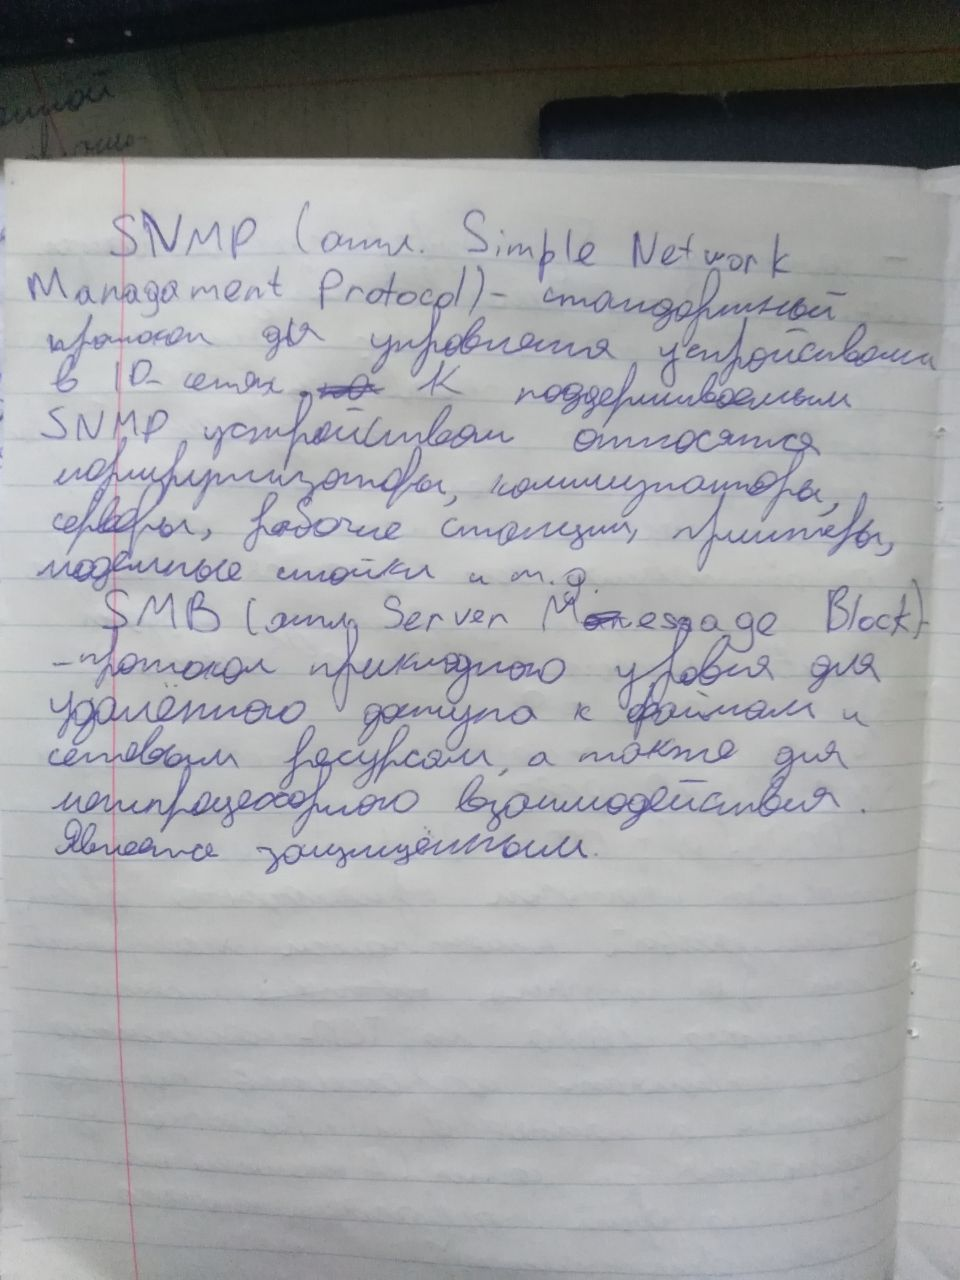 анной
SNMP (англ. Simple Network
Managament Protocol) - стандартный
протокол для управления устройствами
в IP-сетях. К поддерживаемым
SNMP устройствам относятся
маршрутизаторы, коммутаторы,
серверы, рабочие станции, принтеры,
модемные стойки и т.д.
SMB (англ. Server Message Block) -
- протокол прикладного уровня для
удалённого доступа к файлам и
сетевым ресурсам, а также для
межпроцессорного взаимодействия.
Является защищённым.